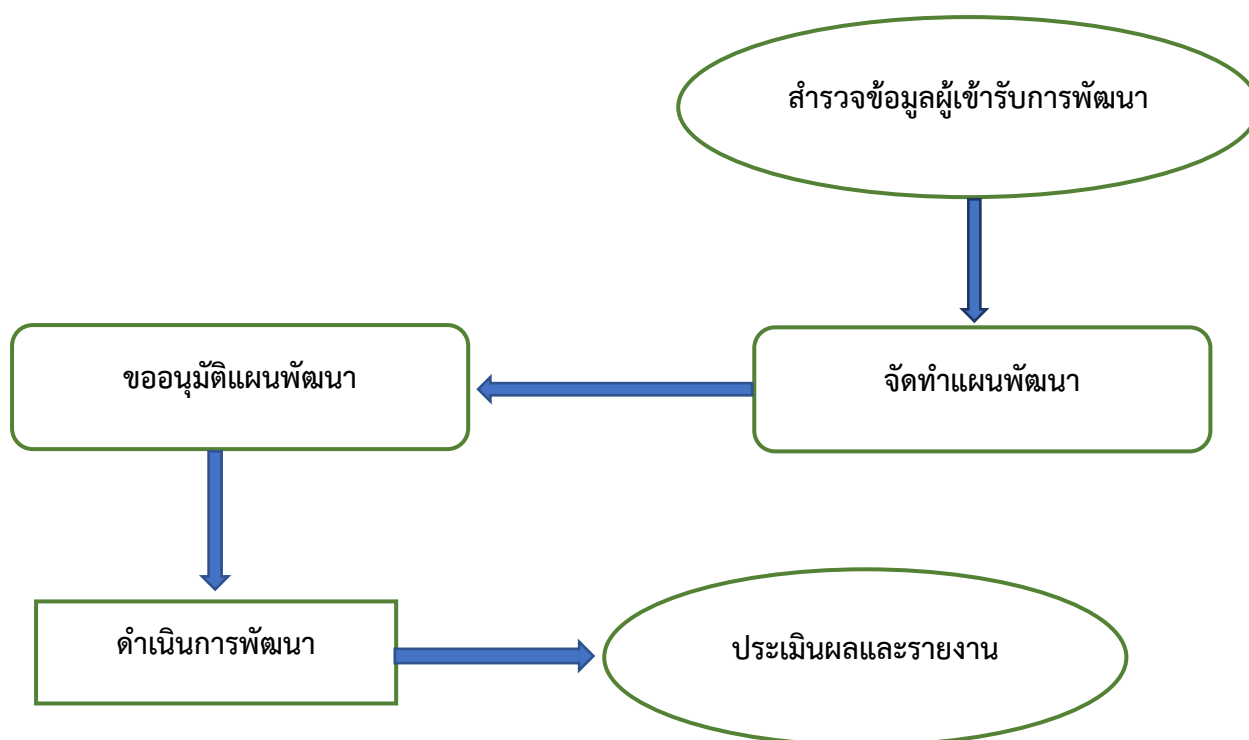 สำรวจข้อมูลผู้เข้ารับการพัฒนา
จัดทำแผนพัฒนา
ขออนุมัติแผนพัฒนา
ดำเนินการพัฒนา
ประเมินผลและรายงาน